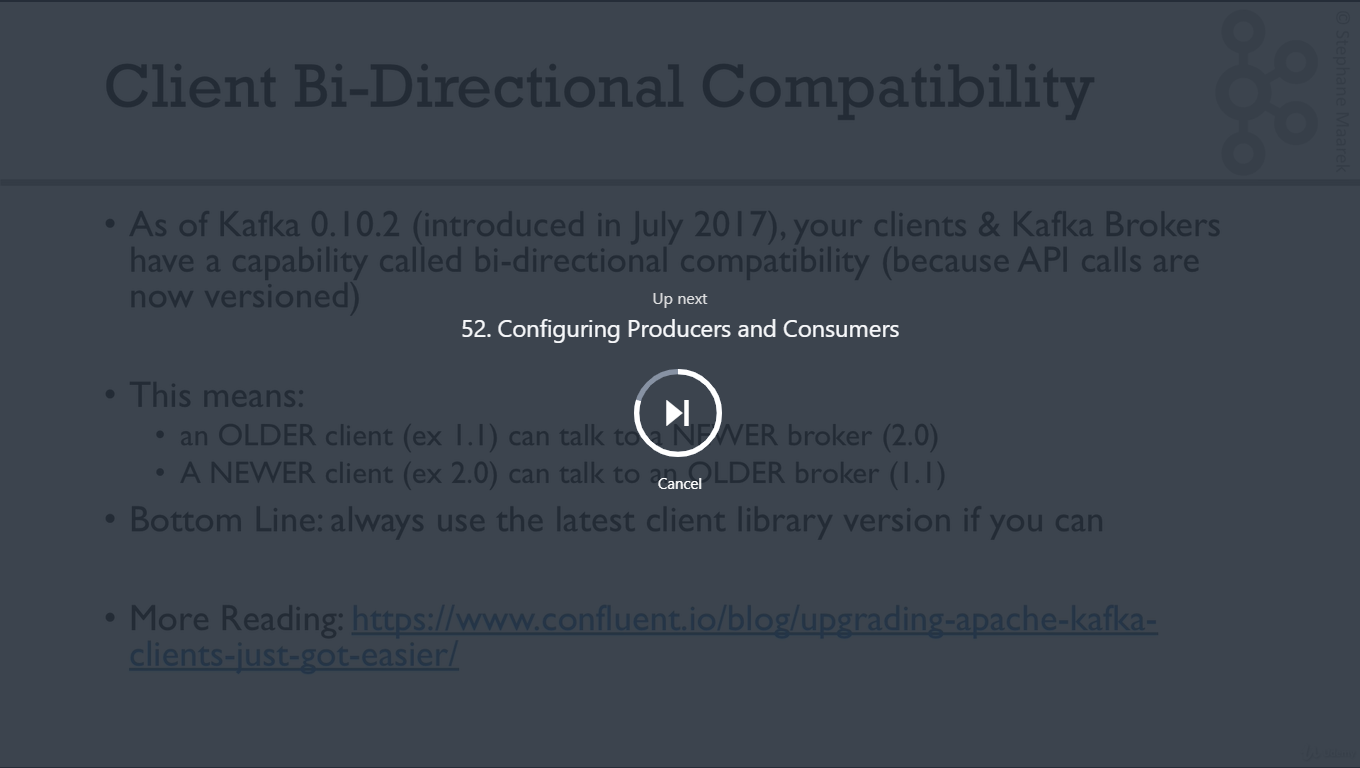 Client Bi-Directional Compatibility
© Stephane Maarek
• As of Kafka 0.10.2 (introduced in July 2017), your clients & Kafka Brokers
have a capability called bi-directional compatibility (because API calls are
now versioned)
Up next
52. Configuring Producers and Consumers
• This means:
• an OLDER client (ex 1.1) can talk to a NEWER broker (2.0)
• A NEWER client (ex 2.0) can talk to an OLDER broker (1.1)
Cancel
• Bottom Line: always use the latest client library version if you can
• More Reading: https://www.confluent.io/blog/upgrading-apache-kafka-
clients-just-got-easier/